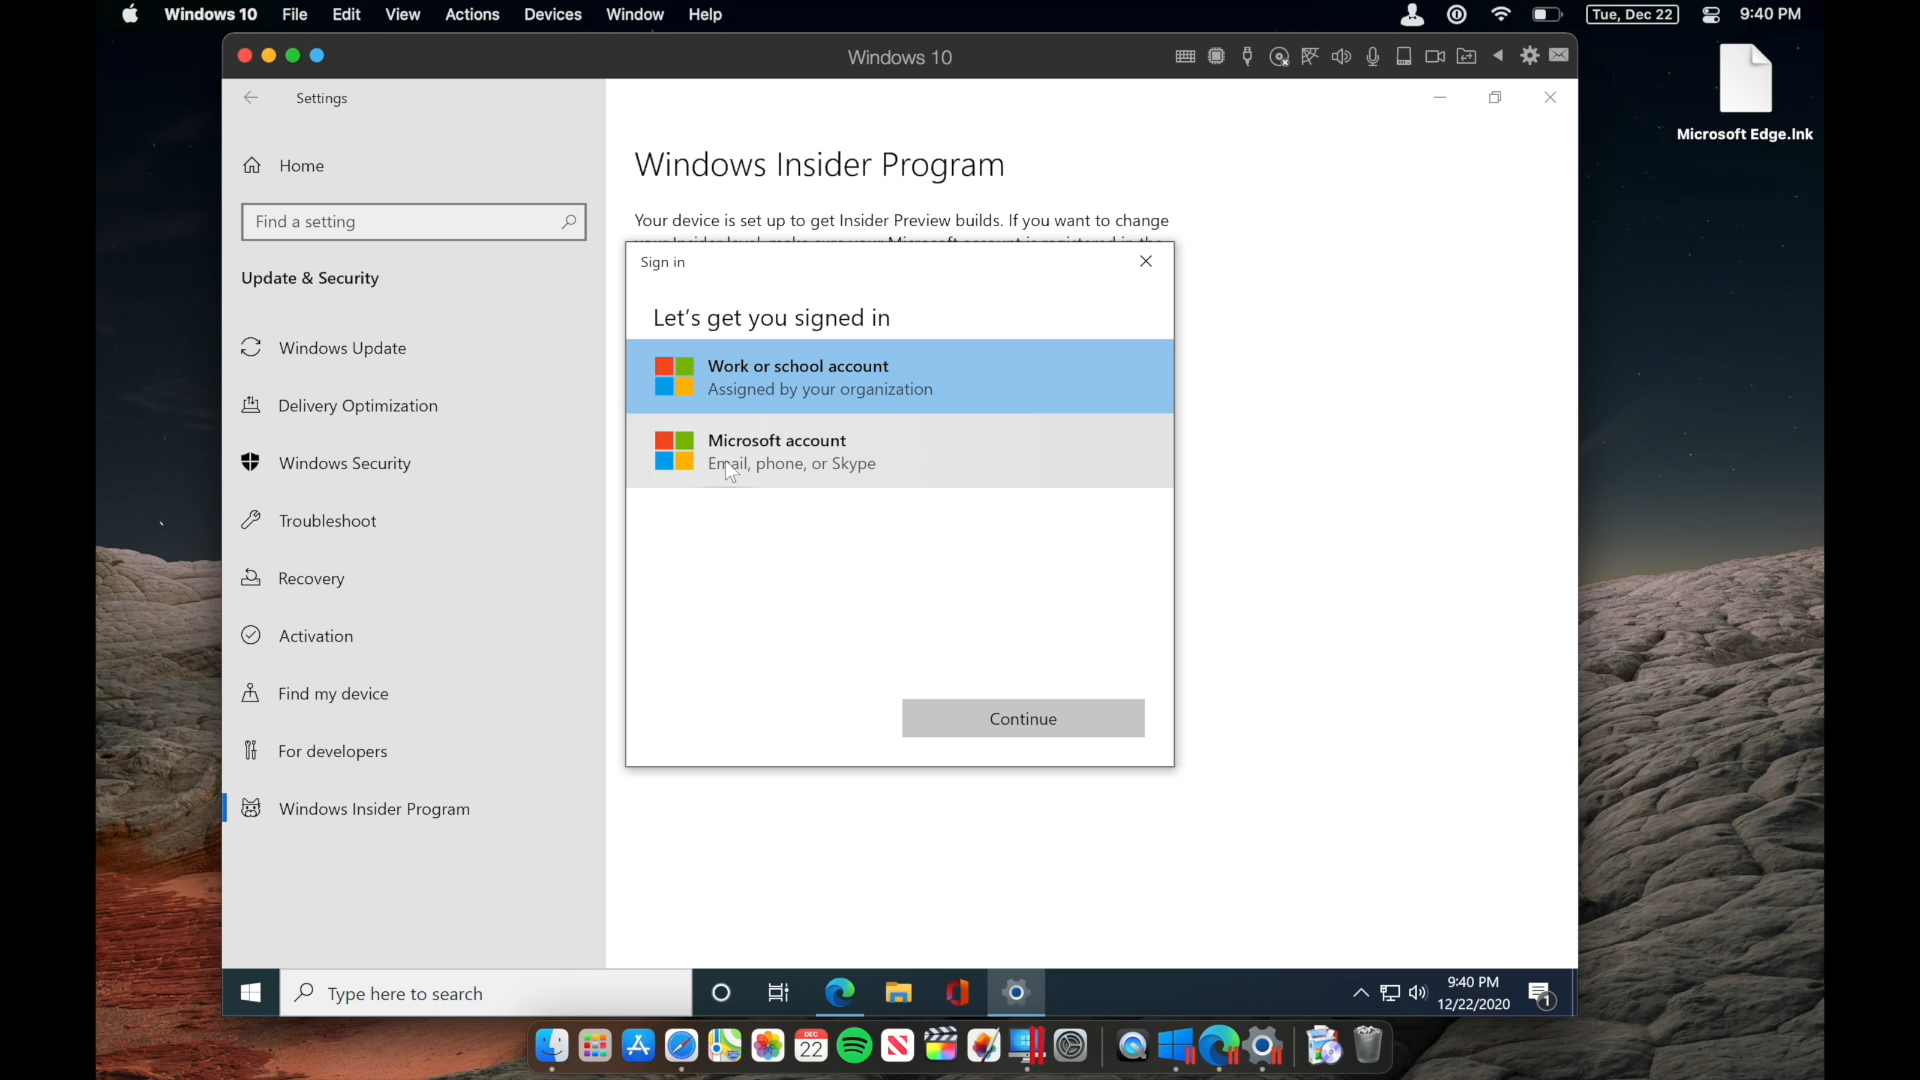 Windows 10 File Edit View Actions Devices Window Help Tue, Dec 22 9:40 PM
Windows 10
Microsoft Edge.lnk
Settings
Home
Find a setting
Update & Security
Windows Update
Delivery Optimization
Windows Security
Troubleshoot
Recovery
Activation
Find my device
For developers
Windows Insider Program
Windows Insider Program
Your device is set up to get Insider Preview builds. If you want to change
Sign in
Let's get you signed in
Work or school account
Assigned by your organization
Microsoft account
Email, phone, or Skype
Continue
Type here to search
9:40 PM
12/22/2020
1
DEC
22